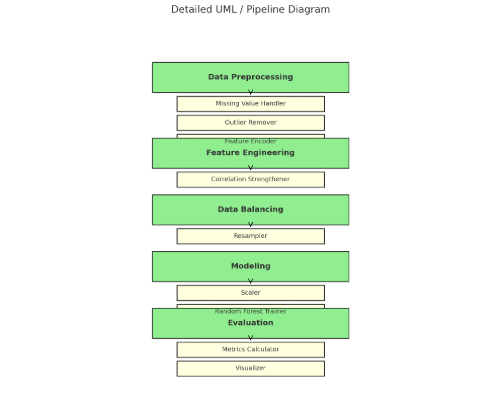 Detailed UML / Pipeline Diagram
Data Preprocessing
Missing Value Handler
Outlier Remover
Feature Encoder
Feature Engineering
Correlation Strengthener
Data Balancing
Resampler
Modeling
Scaler
Random Forest Trainer
Evaluation
Metrics Calculator
Visualizer